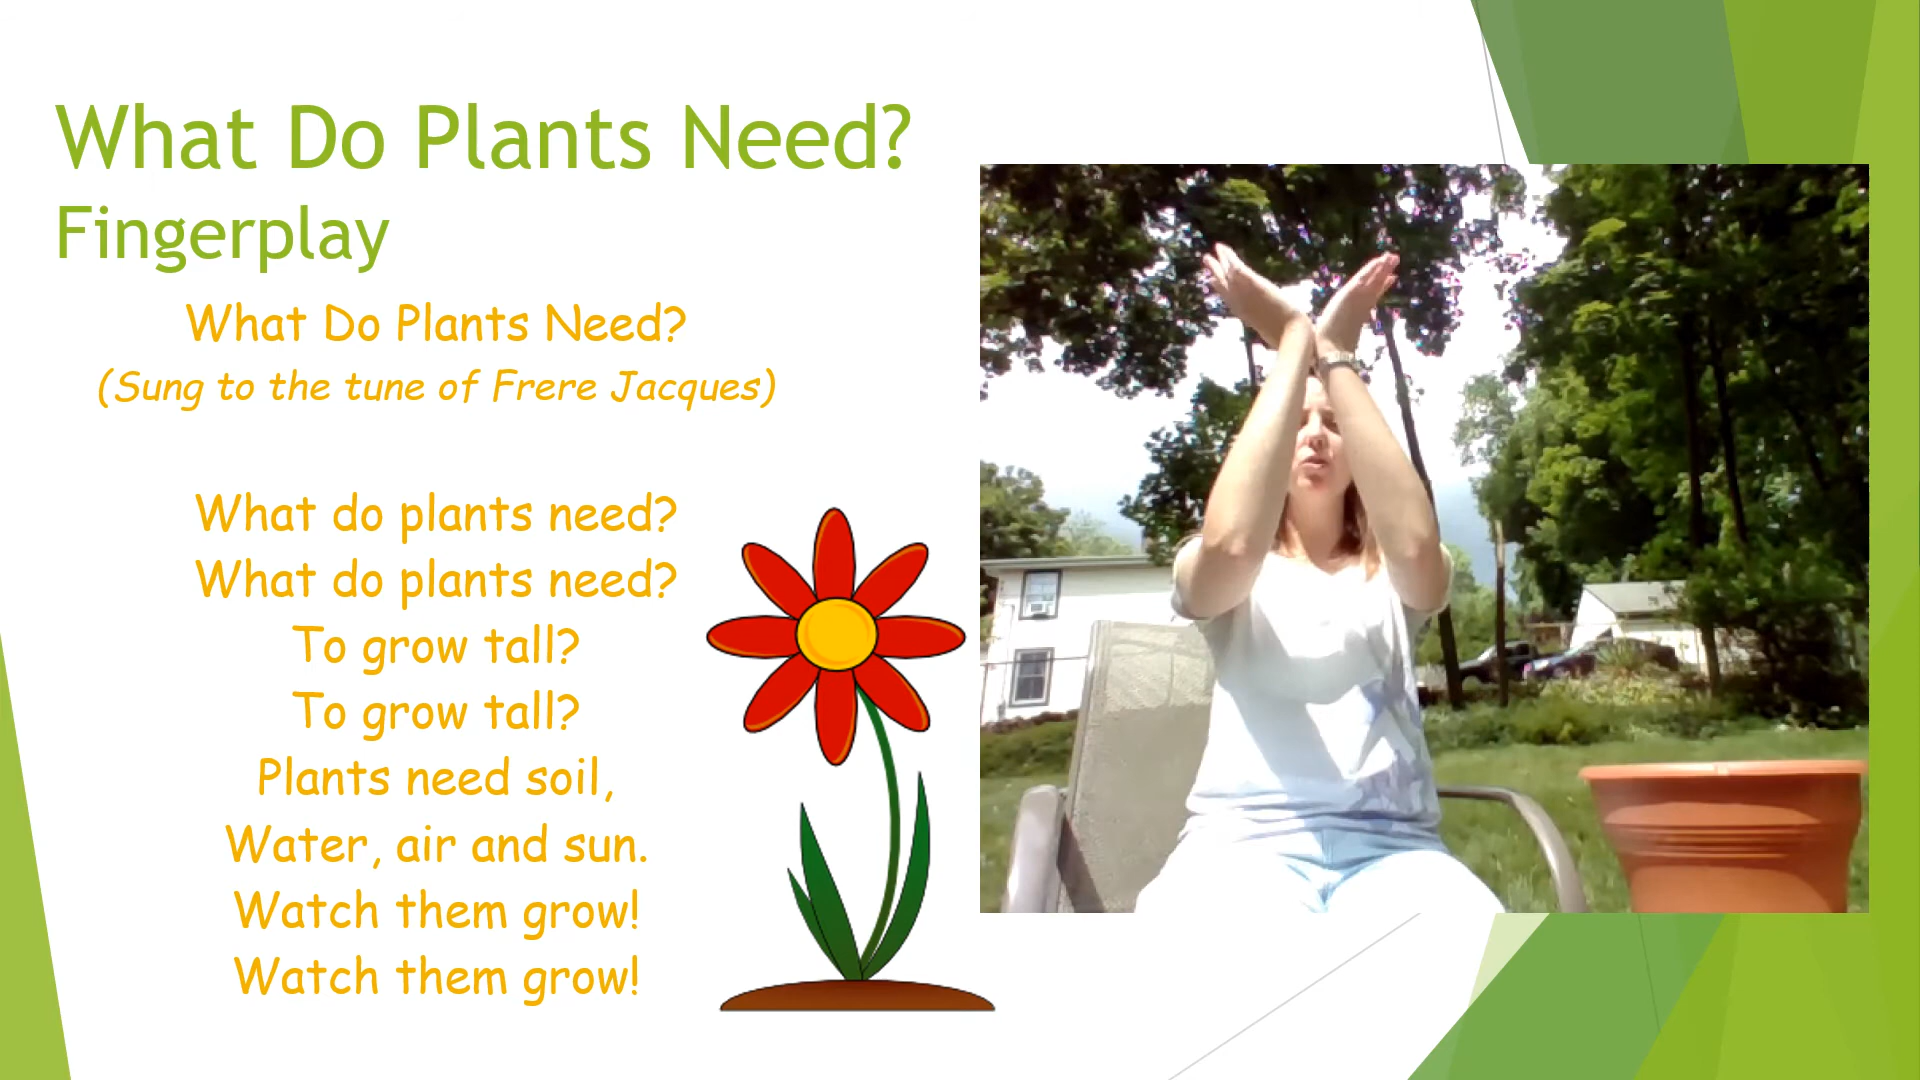 What Do Plants Need?
Fingerplay
What Do Plants Need?
(Sung to the tune of Frere Jacques)
What do plants need?
What do plants need?
To grow tall?
To grow tall?
Plants need soil,
Water, air and sun.
Watch them grow!
Watch them grow!